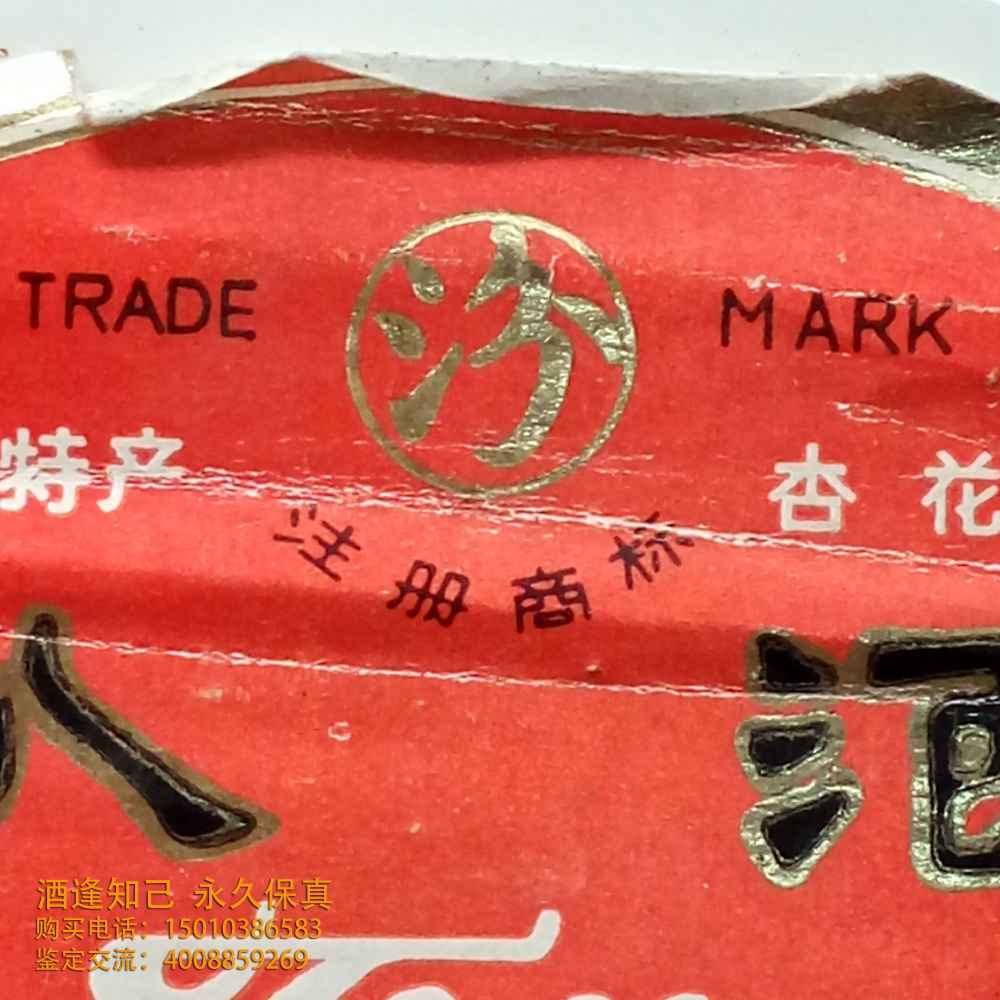 TRADE 汾 MARK
特产 杏花
注册商标
酒
酒逢知己 永久保真
购买电话：15010386583
鉴定交流：4008859269